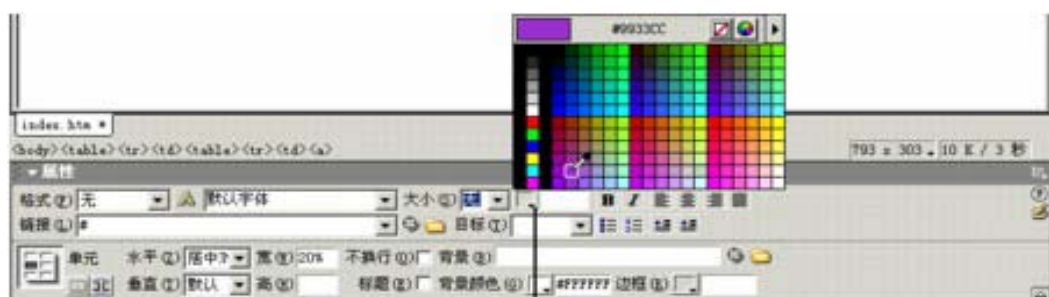 #9933CC
index.htm *
<body><table><tr><td><table><tr><td><a>
793 x 303 10 K / 3 秒
属性
格式(F) 无 默认字体 大小(S)
B I
链接(L) # 目标(T)
单元 水平(Z) 居中 宽(W) 20% 不换行(O) 背景(K)
垂直(T) 默认 高(H) 标题(E) 背景颜色(G) #FFFFFF 边框(B)